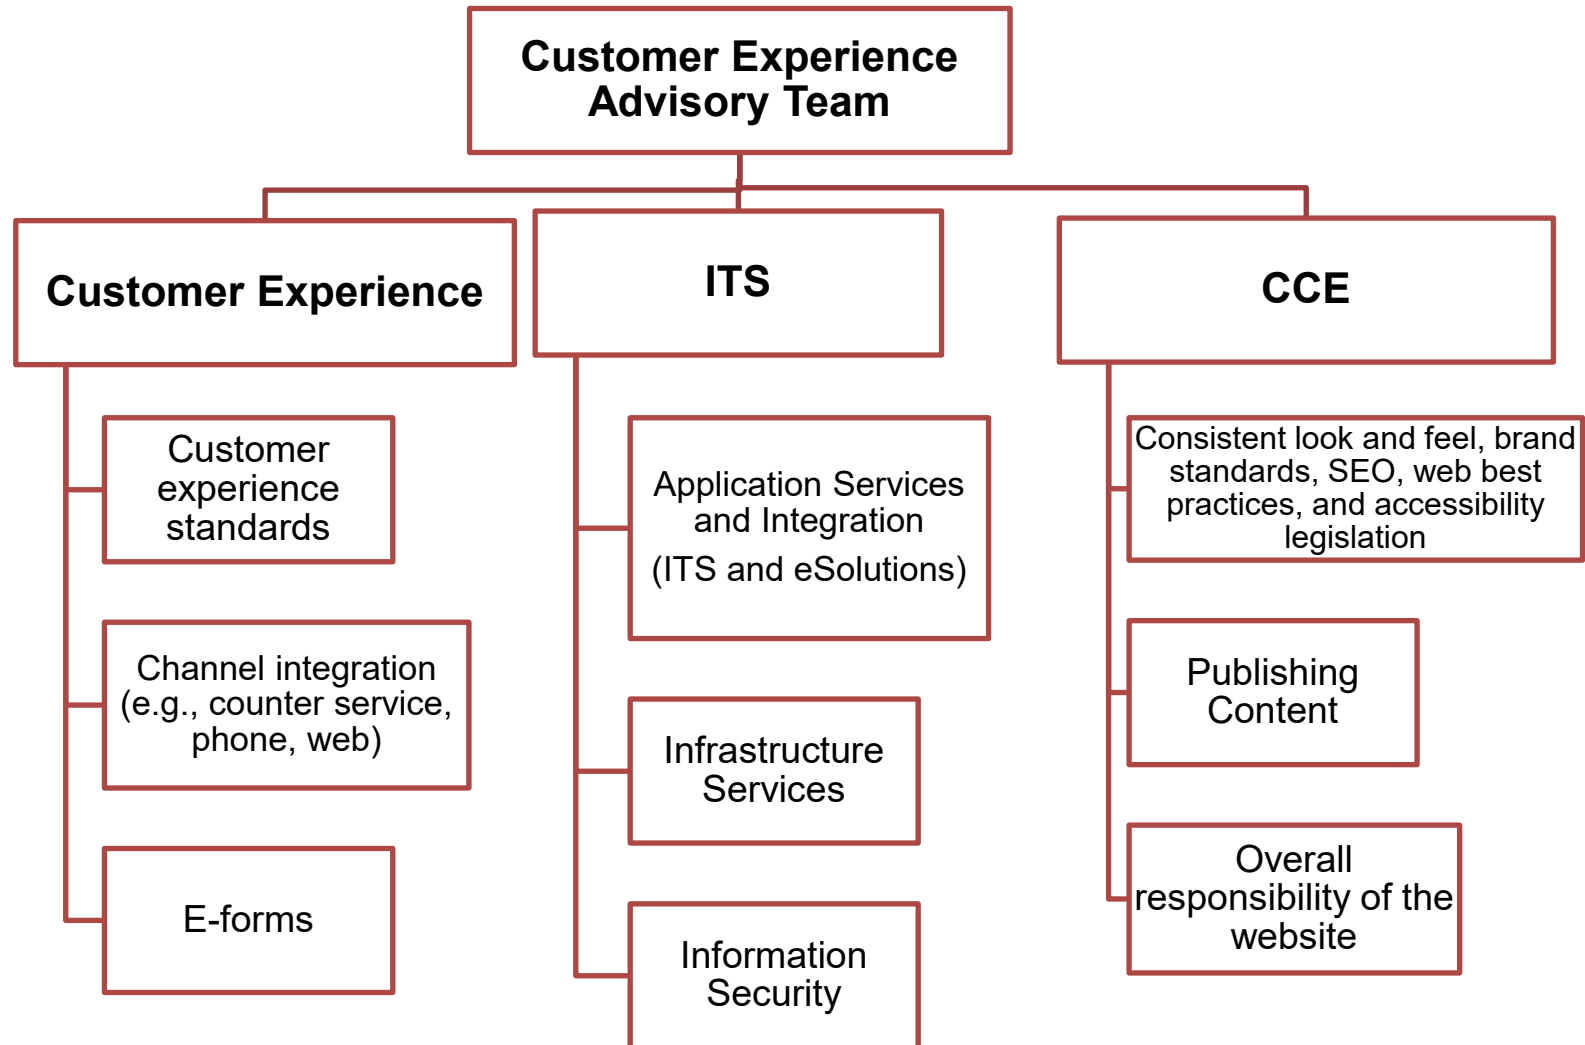 Customer Experience
Advisory Team
Customer Experience
Customer
experience
standards
Channel integration
(e.g., counter service,
phone, web)
E-forms
ITS
Application Services
and Integration
(ITS and eSolutions)
Infrastructure
Services
Information
Security
CCE
Consistent look and feel, brand
standards, SEO, web best
practices, and accessibility
legislation
Publishing
Content
Overall
responsibility of the
website